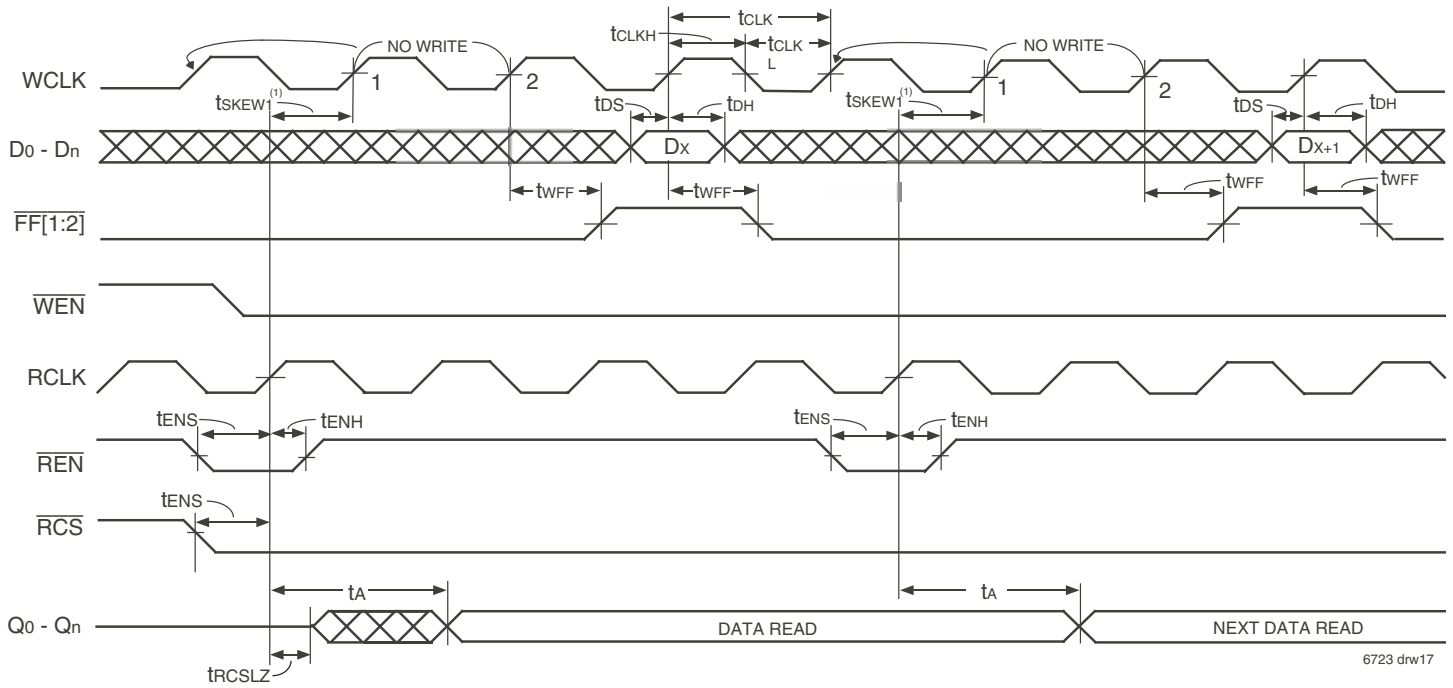 tCLK
tCLKH
tCLK
L
NO WRITE
NO WRITE
WCLK
1
2
1
2
tSKEW1(1)
tDS
tDH
tSKEW1(1)
tDS
tDH
D0 - Dn
DX
DX+1
tWFF
tWFF
tWFF
tWFF
FF[1:2]
WEN
RCLK
tENS
tENH
tENS
tENH
REN
tENS
RCS
tA
tA
Q0 - Qn
DATA READ
NEXT DATA READ
tRCSLZ
6723 drw17